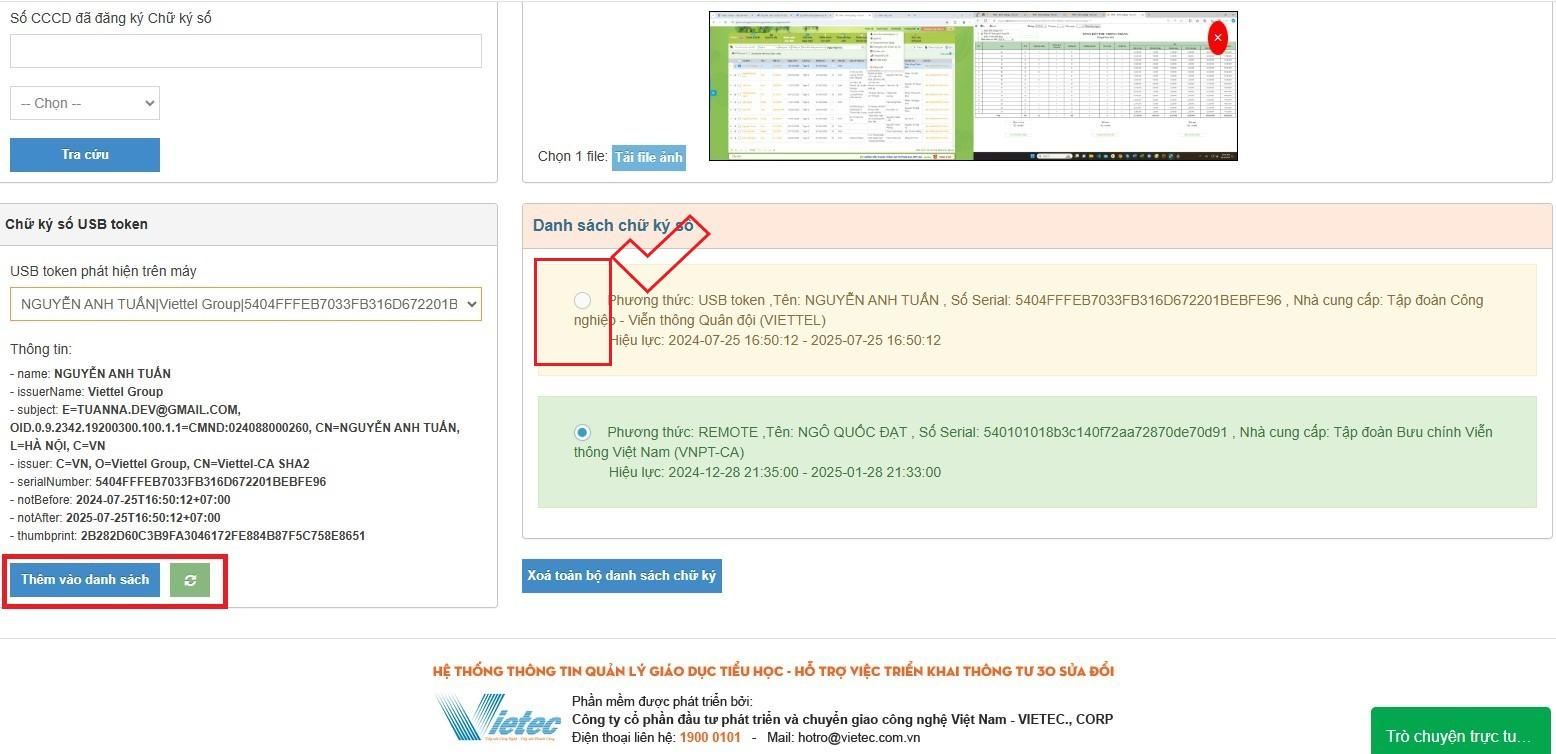 Số CCCD đã đăng ký Chữ ký số
-- Chọn --
Tra cứu
Chọn 1 file: Tải file ảnh
Chữ ký số USB token
USB token phát hiện trên máy
NGUYỄN ANH TUẤN|Viettel Group|5404FFFEB7033FB316D672201B
Thông tin:
- name: NGUYỄN ANH TUẤN
- issuerName: Viettel Group
- subject: E=TUANNA.DEV@GMAIL.COM,
OID.0.9.2342.19200300.100.1.1=CMND:024088000260, CN=NGUYỄN ANH TUẤN,
L=HÀ NỘI, C=VN
- issuer: C=VN, O=Viettel Group, CN=Viettel-CA SHA2
- serialNumber: 5404FFFEB7033FB316D672201BEBFE96
- notBefore: 2024-07-25T16:50:12+07:00
- notAfter: 2025-07-25T16:50:12+07:00
- thumbprint: 2B282D60C3B9FA3046172FE884B87F5C758E8651
Thêm vào danh sách
Danh sách chữ ký số
Phương thức: USB token ,Tên: NGUYỄN ANH TUẤN , Số Serial: 5404FFFEB7033FB316D672201BEBFE96 , Nhà cung cấp: Tập đoàn Công
nghiệp - Viễn thông Quân đội (VIETTEL)
Hiệu lực: 2024-07-25 16:50:12 - 2025-07-25 16:50:12
Phương thức: REMOTE ,Tên: NGÔ QUỐC ĐẠT , Số Serial: 540101018b3c140f72aa72870de70d91 , Nhà cung cấp: Tập đoàn Bưu chính Viễn
thông Việt Nam (VNPT-CA)
Hiệu lực: 2024-12-28 21:35:00 - 2025-01-28 21:33:00
Xoá toàn bộ danh sách chữ ký
HỆ THỐNG THÔNG TIN QUẢN LÝ GIÁO DỤC TIỂU HỌC - HỖ TRỢ VIỆC TRIỂN KHAI THÔNG TƯ 30 SỬA ĐỔI
Vietec
Phần mềm được phát triển bởi:
Công ty cổ phần đầu tư phát triển và chuyển giao công nghệ Việt Nam - VIETEC., CORP
Điện thoại liên hệ: 1900 0101 - Mail: hotro@vietec.com.vn
Trò chuyện trực tu...